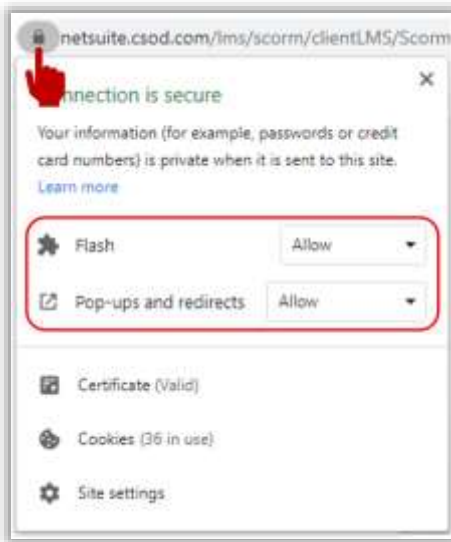 netsuite.csod.com/lms/scorm/clientLMS/Scorm
nnection is secure
Your information (for example, passwords or credit
card numbers) is private when it is sent to this site.
Learn more
Flash Allow
Pop-ups and redirects Allow
Certificate (Valid)
Cookies (36 in use)
Site settings